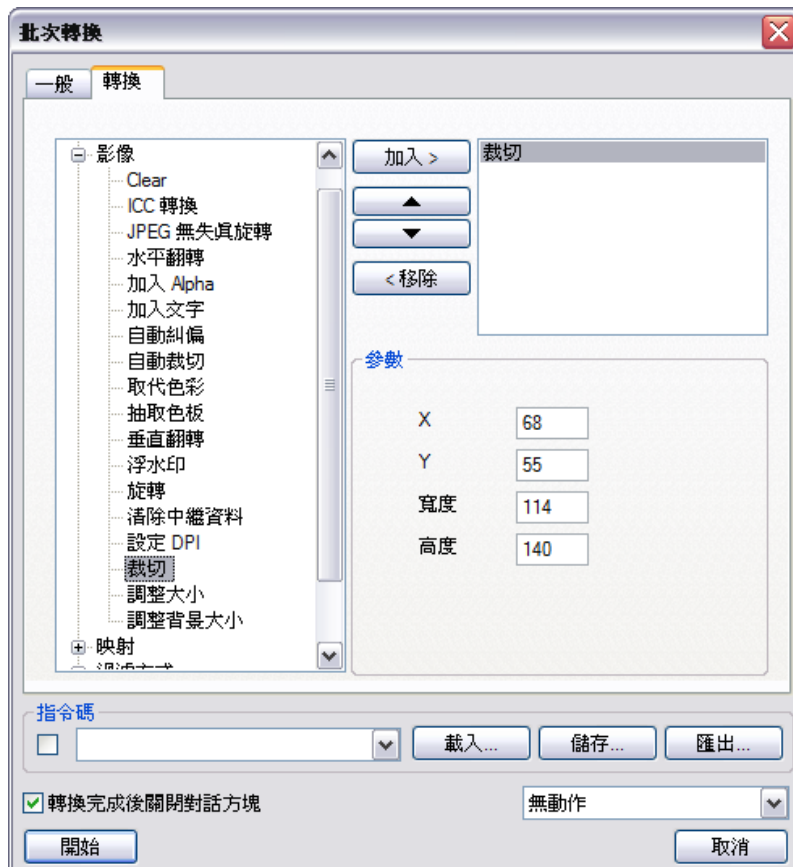 批次轉換
一般
轉換
影像
Clear
ICC 轉換
JPEG 無失真旋轉
水平翻轉
加入 Alpha
加入文字
自動糾偏
自動裁切
取代色彩
抽取色板
垂直翻轉
浮水印
旋轉
清除中繼資料
設定 DPI
裁切
調整大小
調整背景大小
映射
過濾方式
加入 >
< 移除
裁切
參數
X
68
Y
55
寬度
114
高度
140
指令碼
載入...
儲存...
匯出...
轉換完成後關閉對話方塊
無動作
開始
取消